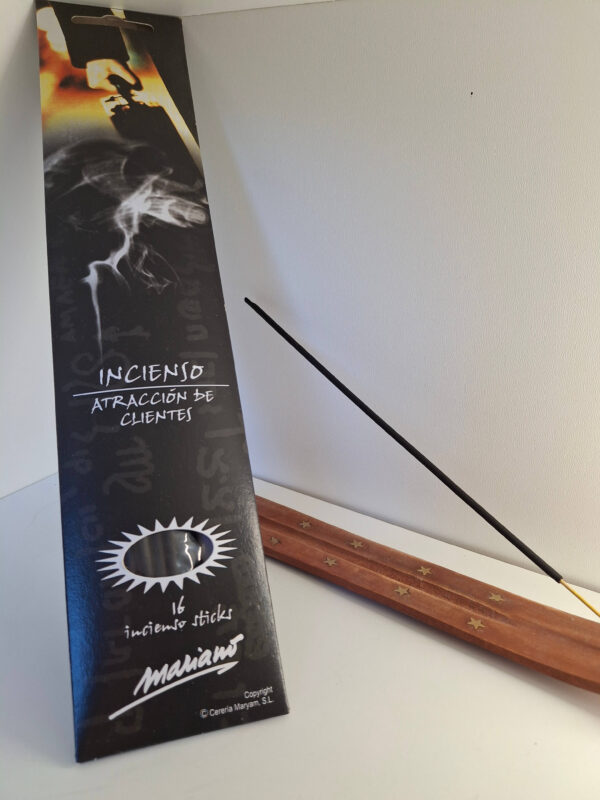 INCIENSO
ATRACCIÓN DE
CLIENTES
16
incienso sticks
mariano
Copyright
© Cereria Maryam, S.L.